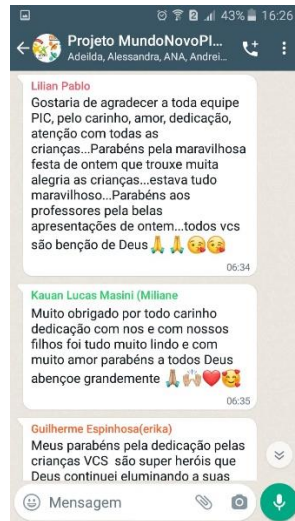 43% 16:26
Projeto MundoNovoPI...
Adeilda, Alessandra, ANA, Andrei...
Lilian Pablo
Gostaria de agradecer a toda equipe
PIC, pelo carinho, amor, dedicação,
atenção com todas as
crianças...Parabéns pela maravilhosa
festa de ontem que trouxe muita
alegria as crianças...estava tudo
maravilhoso...Parabéns aos
professores pela belas
apresentações de ontem...todos vcs
são benção de Deus🙏🙏😘😘
06:34
Kauan Lucas Masini (Miliane
Muito obrigado por todo carinho
dedicação com nos e com nossos
filhos foi tudo muito lindo e com
muito amor parabéns a todos Deus
abençoe grandemente 🙏🙌❤️🥰
06:35
Guilherme Espinhosa(erika)
Meus parabéns pela dedicação pelas
crianças VCS são super heróis que
Deus continuei eluminando a suas
Mensagem